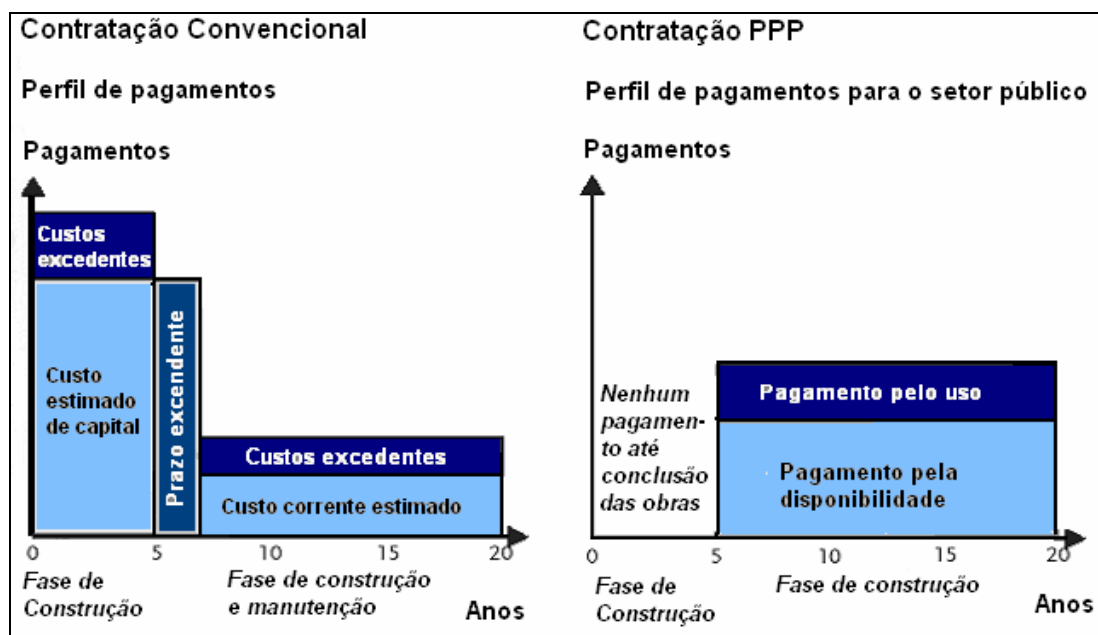 Contratação Convencional
Perfil de pagamentos
Pagamentos
Custos
excedentes
Custo
estimado
de capital
Prazo excendente
Custos excedentes
Custo corrente estimado
0 5 10 15 20
Fase de
Construção
Fase de construção
e manutenção
Anos
Contratação PPP
Perfil de pagamentos para o setor público
Pagamentos
Nenhum
pagamen-
to até
conclusão
das obras
Pagamento pelo uso
Pagamento pela
disponibilidade
0 5 10 15 20
Fase de
Construção
Fase de construção
Anos